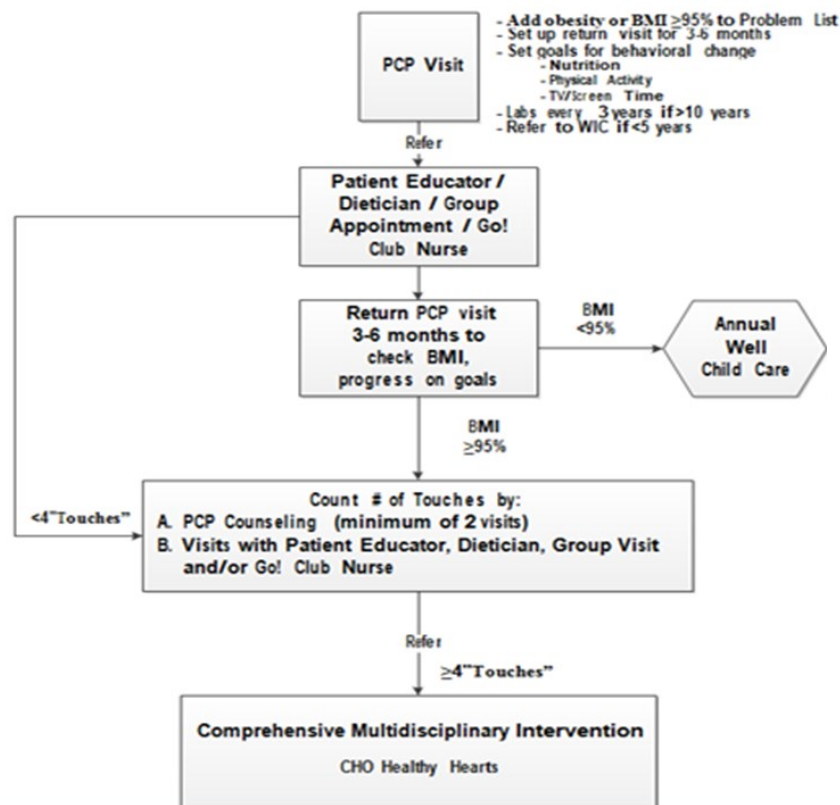 PCP Visit
- Add obesity or BMI ≥95% to Problem List
- Set up return visit for 3-6 months
- Set goals for behavioral change
- Nutrition
- Physical Activity
- TV/Screen Time
- Labs every 3 years if >10 years
- Refer to WIC if <5 years
Refer
Patient Educator /
Dietician / Group
Appointment / Go!
Club Nurse
Return PCP visit
3-6 months to
check BMI,
progress on goals
BMI
<95%
Annual
Well
Child Care
BMI
≥95%
<4"Touches"
Count # of Touches by:
A. PCP Counseling (minimum of 2 visits)
B. Visits with Patient Educator, Dietician, Group Visit
and/or Go! Club Nurse
Refer
≥4"Touches"
Comprehensive Multidisciplinary Intervention
CHO Healthy Hearts